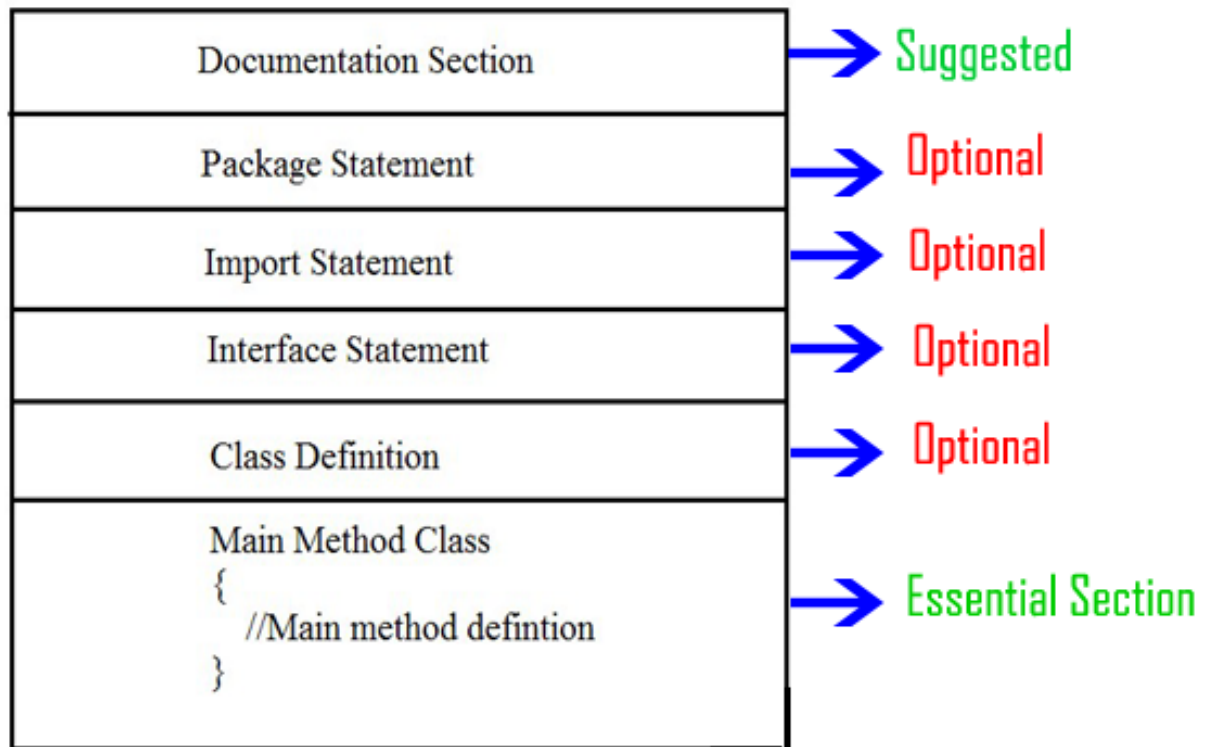 Documentation Section Suggested
Package Statement Optional
Import Statement Optional
Interface Statement Optional
Class Definition Optional
Main Method Class
{
//Main method defintion Essential Section
}